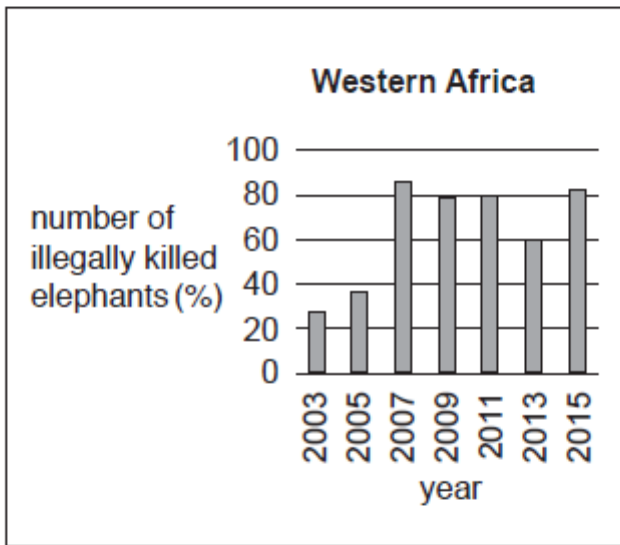 Western Africa
100
80
60
40
20
0
number of
illegally killed
elephants (%)
2003
2005
2007
2009
2011
2013
2015
year